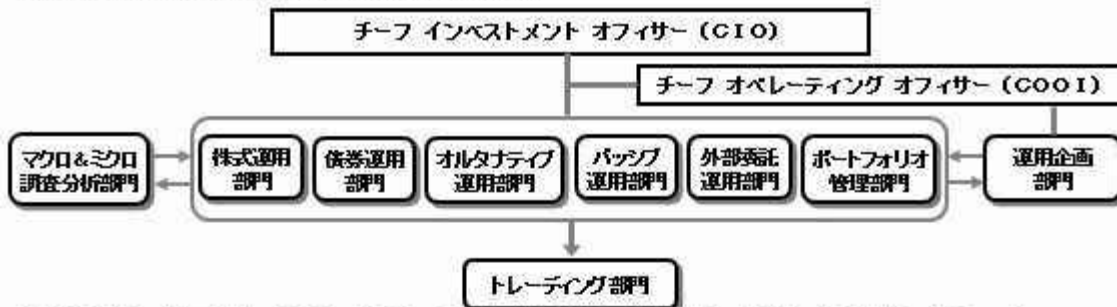 チーフ インベストメント オフィサー (CIO)
チーフ オペレーティング オフィサー (COOI)
マクロ&ミクロ
調査分析部門
株式運用
部門
債券運用
部門
オルタナティブ
運用部門
パッシブ
運用部門
外部委託
運用部門
ポートフォリオ
管理部門
運用企画
部門
トレーディング部門